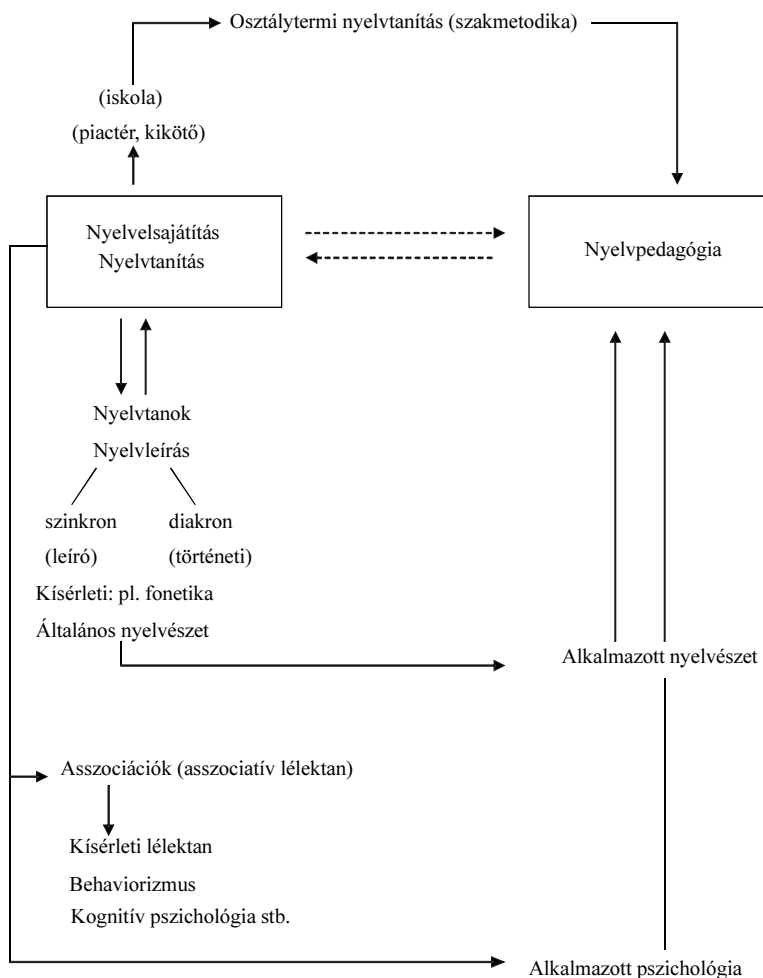 Osztálytermi nyelvtanítás (szakmetodika)
(iskola)
(piactér, kikötő)
Nyelvelsajátítás
Nyelvtanítás
Nyelvpedagógia
Nyelvtanok
Nyelvleírás
szinkron diakron
(leíró) (történeti)
Kísérleti: pl. fonetika
Általános nyelvészet
Alkalmazott nyelvészet
Asszociációk (asszociatív lélektan)
Kísérleti lélektan
Behaviorizmus
Kognitív pszichológia stb.
Alkalmazott pszichológia